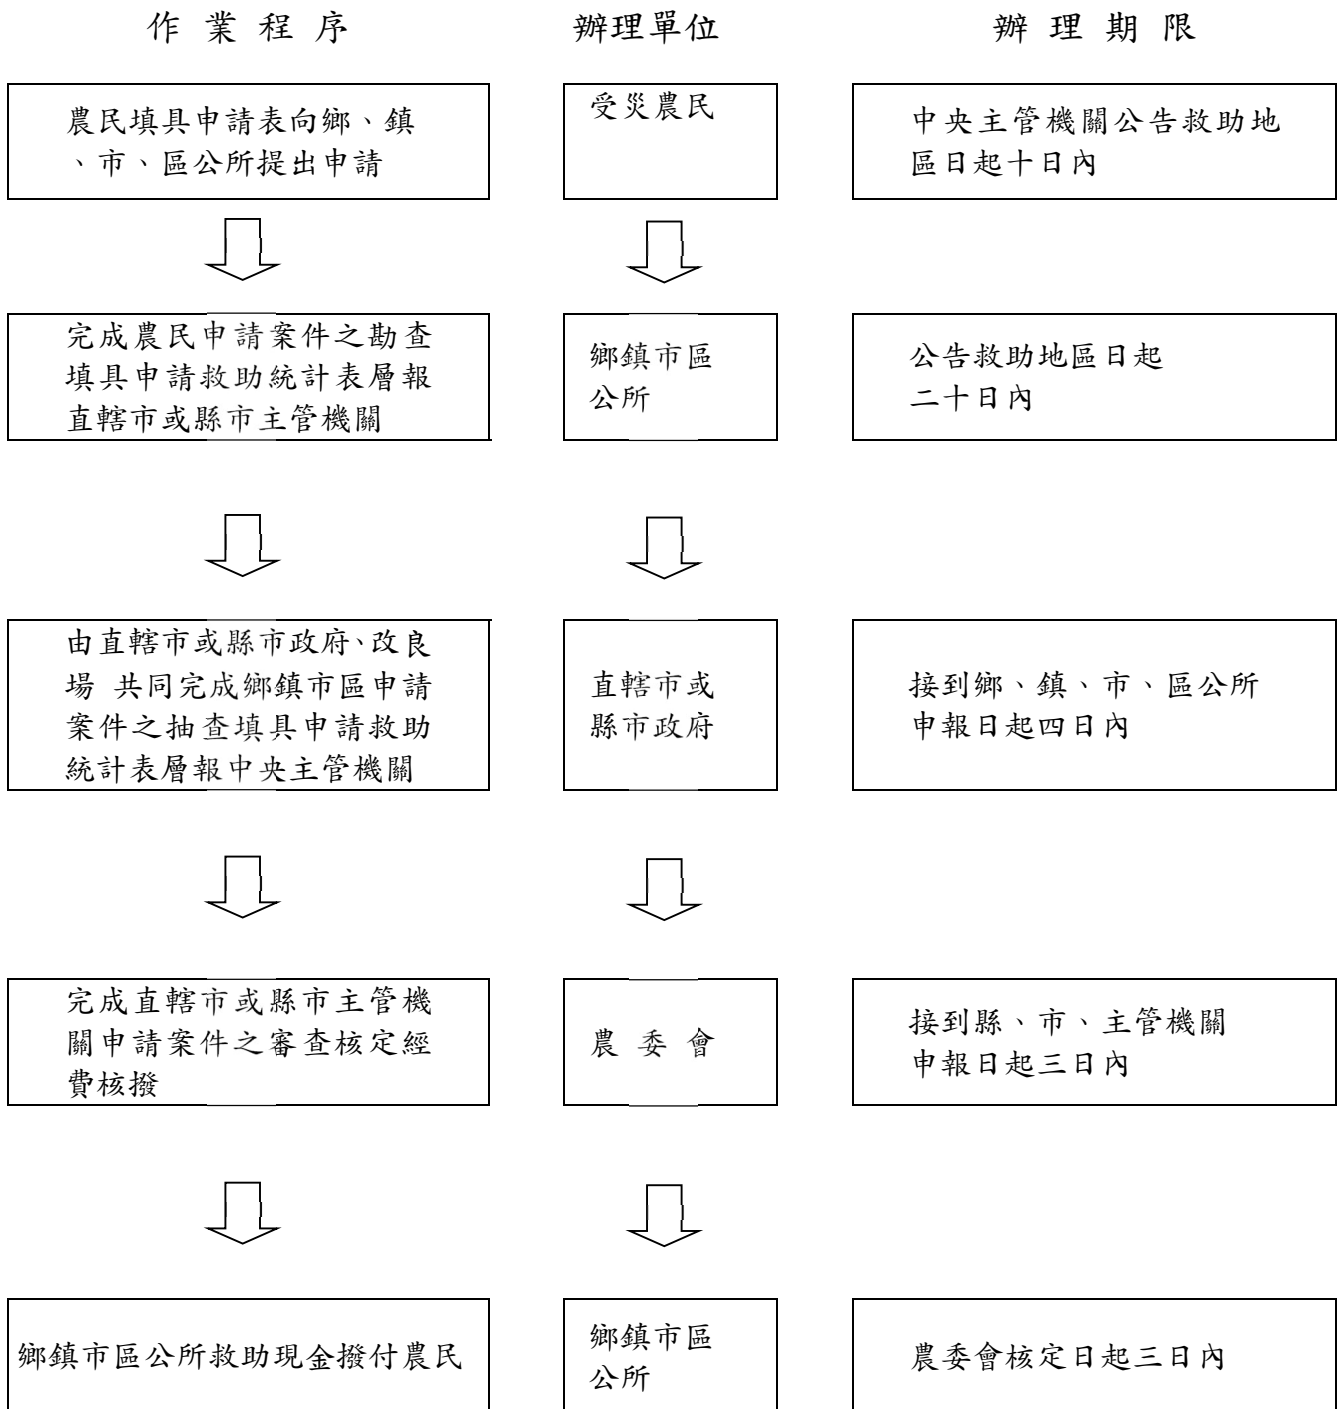 作業程序
辦理單位
辦理期限
農民填具申請表向鄉、鎮
、市、區公所提出申請
受災農民
中央主管機關公告救助地
區日起十日內
完成農民申請案件之勘查
填具申請救助統計表層報
直轄市或縣市主管機關
鄉鎮市區
公所
公告救助地區日起
二十日內
由直轄市或縣市政府、改良
場 共同完成鄉鎮市區申請
案件之抽查填具申請救助
統計表層報中央主管機關
直轄市或
縣市政府
接到鄉、鎮、市、區公所
申報日起四日內
完成直轄市或縣市主管機
關申請案件之審查核定經
費核撥
農委會
接到縣、市、主管機關
申報日起三日內
鄉鎮市區公所救助現金撥付農民
鄉鎮市區
公所
農委會核定日起三日內